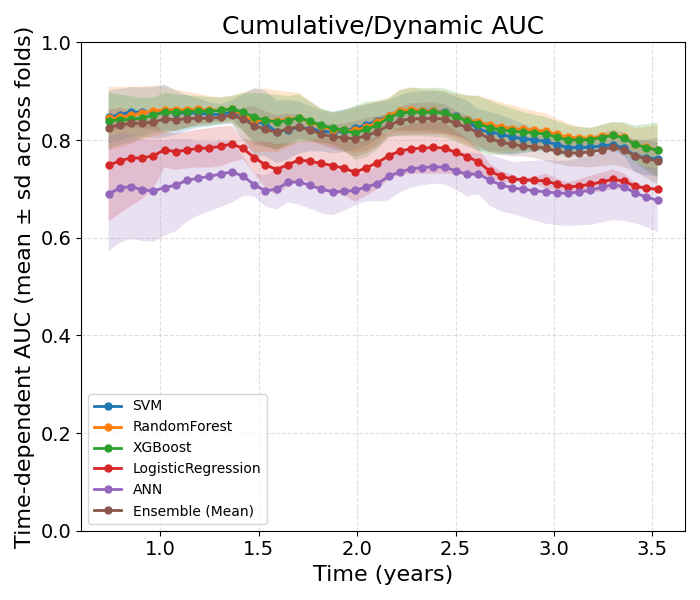 Cumulative/Dynamic AUC
Time-dependent AUC (mean ± sd across folds)
1.0
0.8
0.6
0.4
0.2
0.0
SVM
RandomForest
XGBoost
LogisticRegression
ANN
Ensemble (Mean)
1.0 1.5 2.0 2.5 3.0 3.5
Time (years)